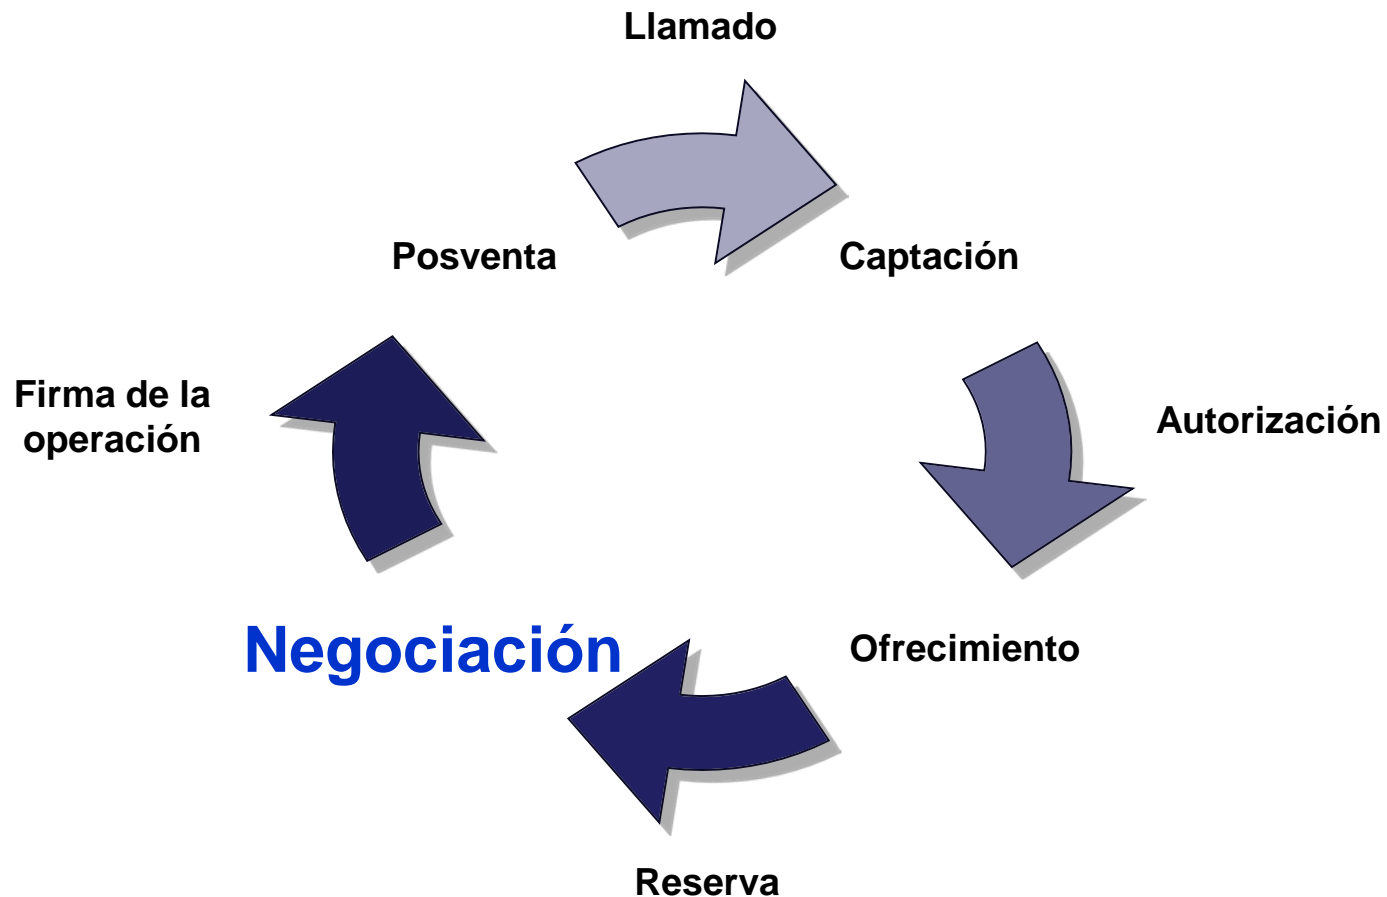 Llamado
Posventa
Captación
Firma de la
operación
Autorización
Negociación
Ofrecimiento
Reserva